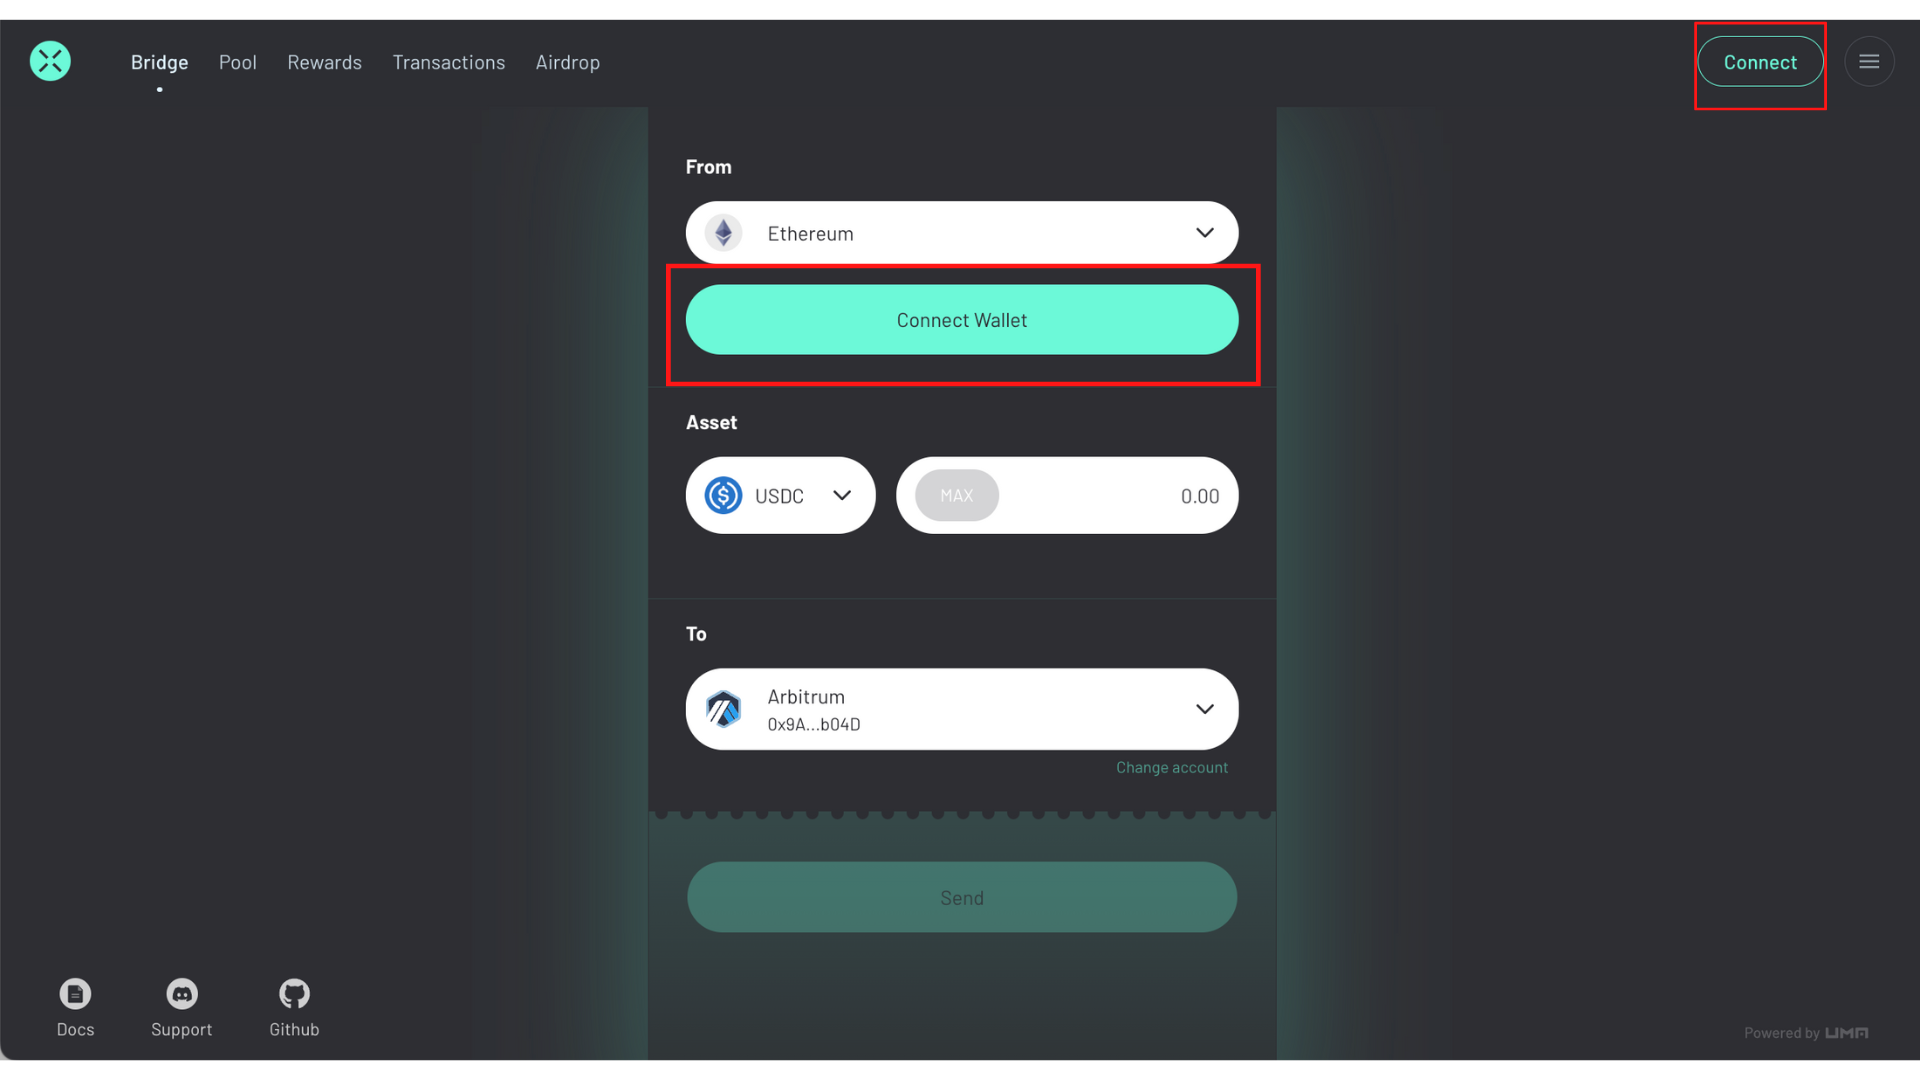 Bridge Pool Rewards Transactions Airdrop Connect
From
Ethereum
Connect Wallet
Asset
USDC MAX 0.00
To
Arbitrum
0x9A...b04D
Change account
Send
Docs Support Github
Powered by UMA